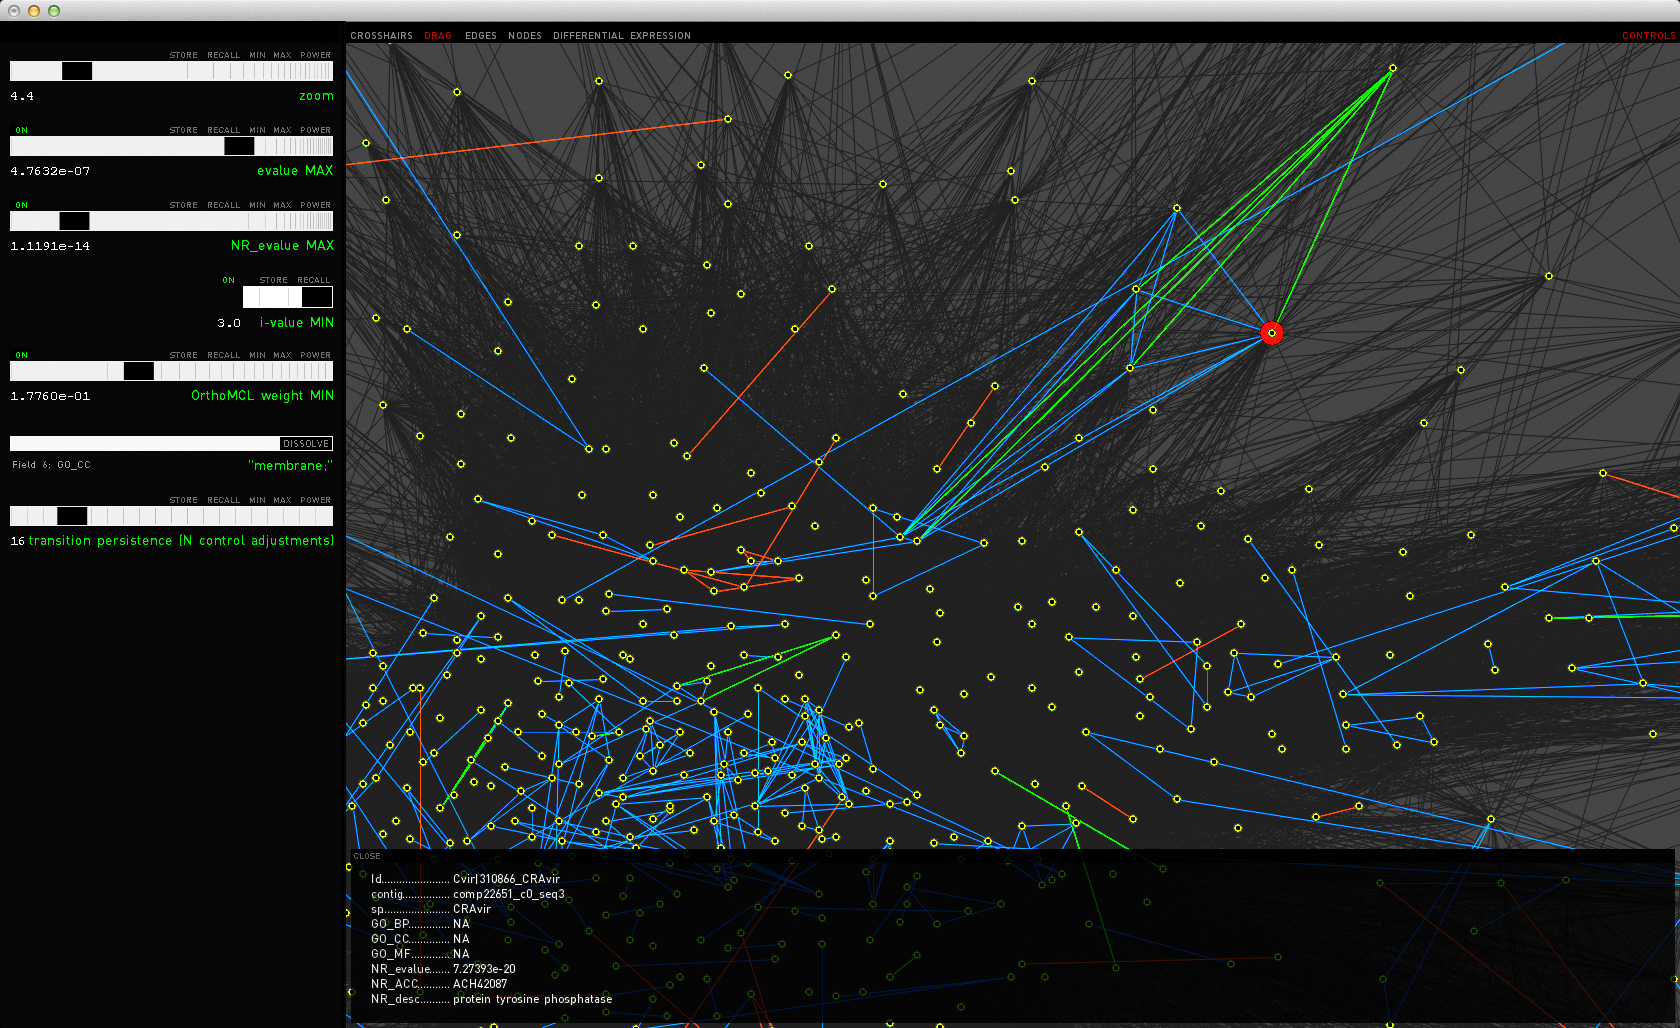 CROSSHAIRS DRAG EDGES NODES DIFFERENTIAL EXPRESSION CONTROLS
STORE RECALL MIN MAX POWER
4.4 zoom
ON STORE RECALL MIN MAX POWER
4.7632e-07 evalue MAX
ON STORE RECALL MIN MAX POWER
1.1191e-14 NR_evalue MAX
ON STORE RECALL
3.0 i-value MIN
ON STORE RECALL MIN MAX POWER
1.7760e-01 OrthoMCL weight MIN
DISSOLVE
Field 6: GO_CC "membrane;"
STORE RECALL MIN MAX POWER
16 transition persistence (N control adjustments)
CLOSE
Id...................... Cvir|310866_CRAvir
contig............... comp22651_c0_seq3
sp..................... CRAvir
GO_BP............. NA
GO_CC............. NA
GO_MF............ NA
NR_evalue...... 7.27393e-20
NR_ACC.......... ACH42087
NR_desc.......... protein tyrosine phosphatase